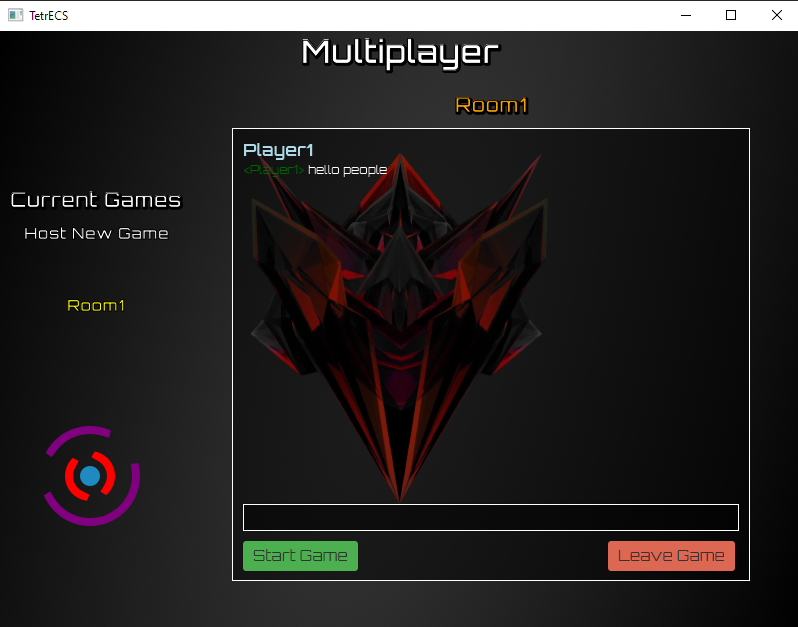 TetrECS
Multiplayer
Room1
Player1
<Player1> hello people
Current Games
Host New Game
Room1
Start Game
Leave Game